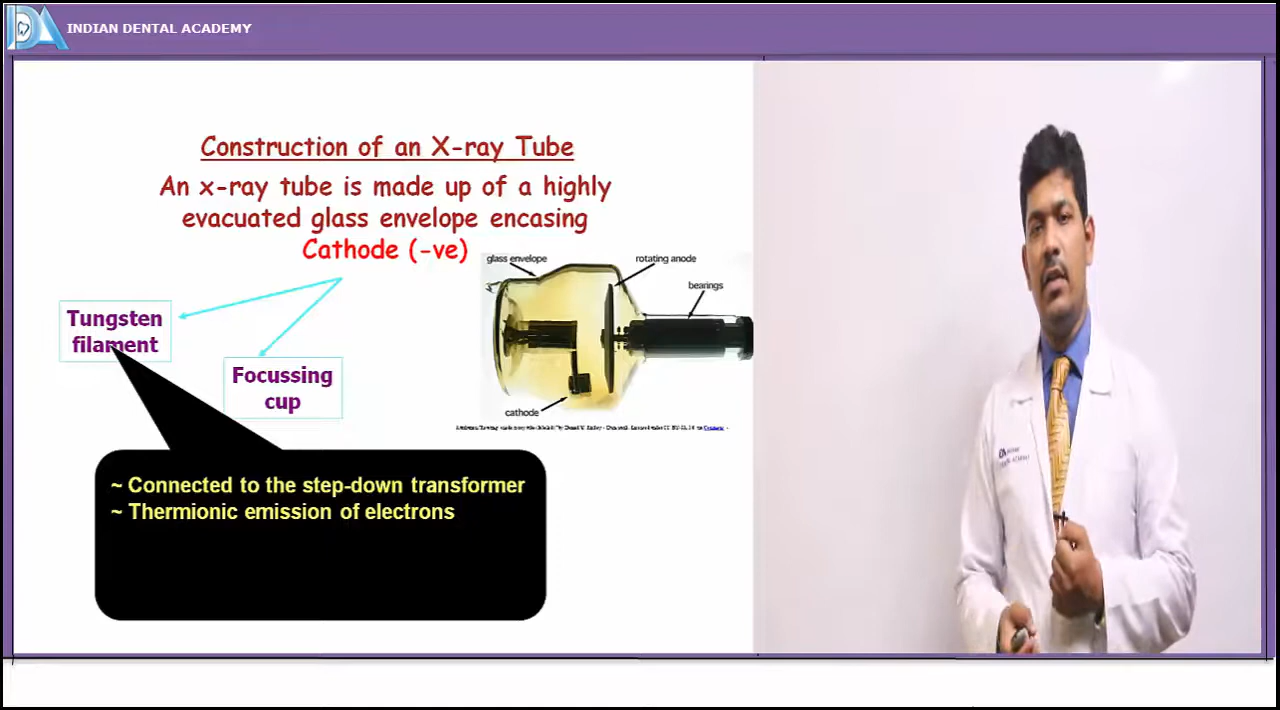 INDIAN DENTAL ACADEMY
Construction of an X-ray Tube
An x-ray tube is made up of a highly
evacuated glass envelope encasing
Cathode (-ve)
glass envelope
rotating anode
bearings
cathode
Tungsten
filament
Focussing
cup
~ Connected to the step-down transformer
~ Thermionic emission of electrons